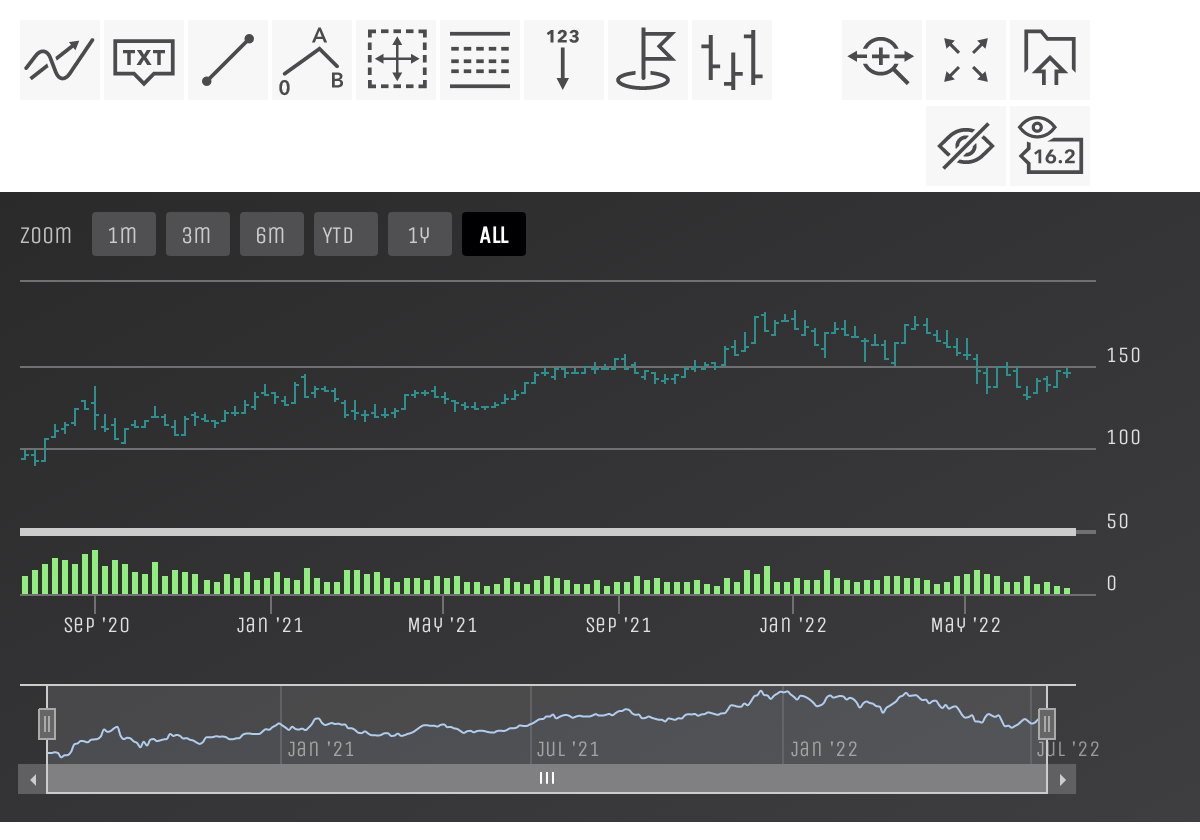 TXT
A
0
B
123
16.2
Zoom 1m 3m 6m YTD 1y All
150
100
50
0
Sep '20 Jan '21 May '21 Sep '21 Jan '22 May '22
Jan '21 Jul '21 Jan '22 Jul '22